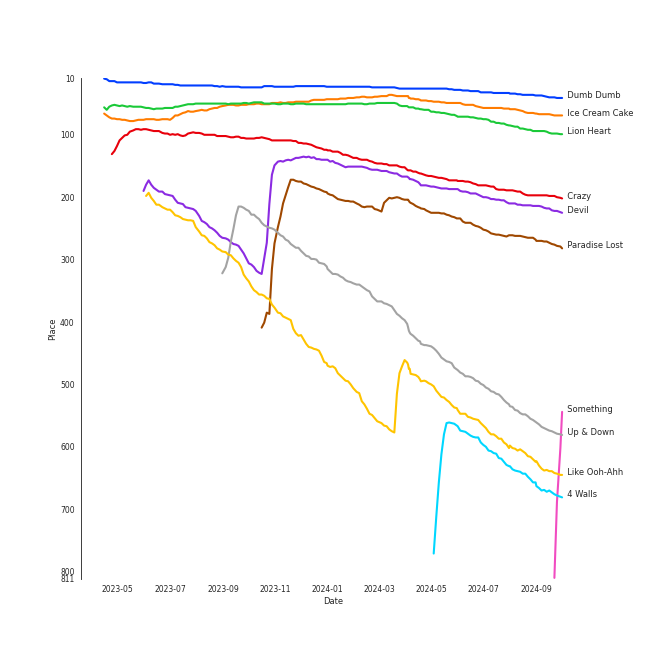 10
Dumb Dumb
Ice Cream Cake
Lion Heart
100
Crazy
200
Devil
Paradise Lost
300
Place
400
500
Something
Up & Down
600
Like Ooh-Ahh
4 Walls
700
800
811
2023-05 2023-07 2023-09 2023-11 2024-01 2024-03 2024-05 2024-07 2024-09
Date